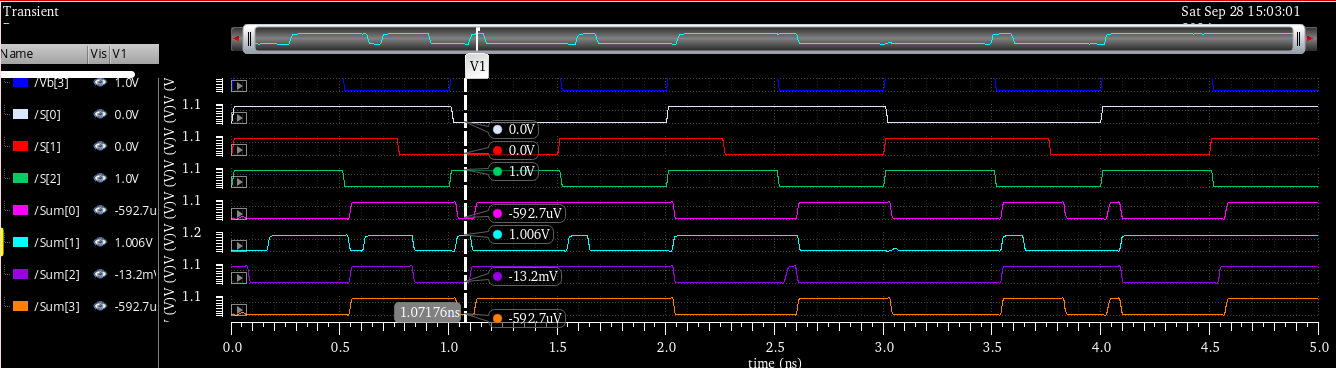 Transient
Sat Sep 28 15:03:01
Name Vis V1
V1
/Vb[3] 1.0V
/S[0] 0.0V 1.1 0.0V
/S[1] 0.0V 1.1 0.0V
/S[2] 1.0V 1.1 1.0V
/Sum[0] -592.7u 1.1 -592.7uV
/Sum[1] 1.006V 1.2 1.006V
/Sum[2] -13.2m\ 1.1 -13.2mV
/Sum[3] -592.7u 1.1 1.07176ns -592.7uV
0.0 0.5 1.0 1.5 2.0 2.5 3.0 3.5 4.0 4.5 5.0
time (ns)